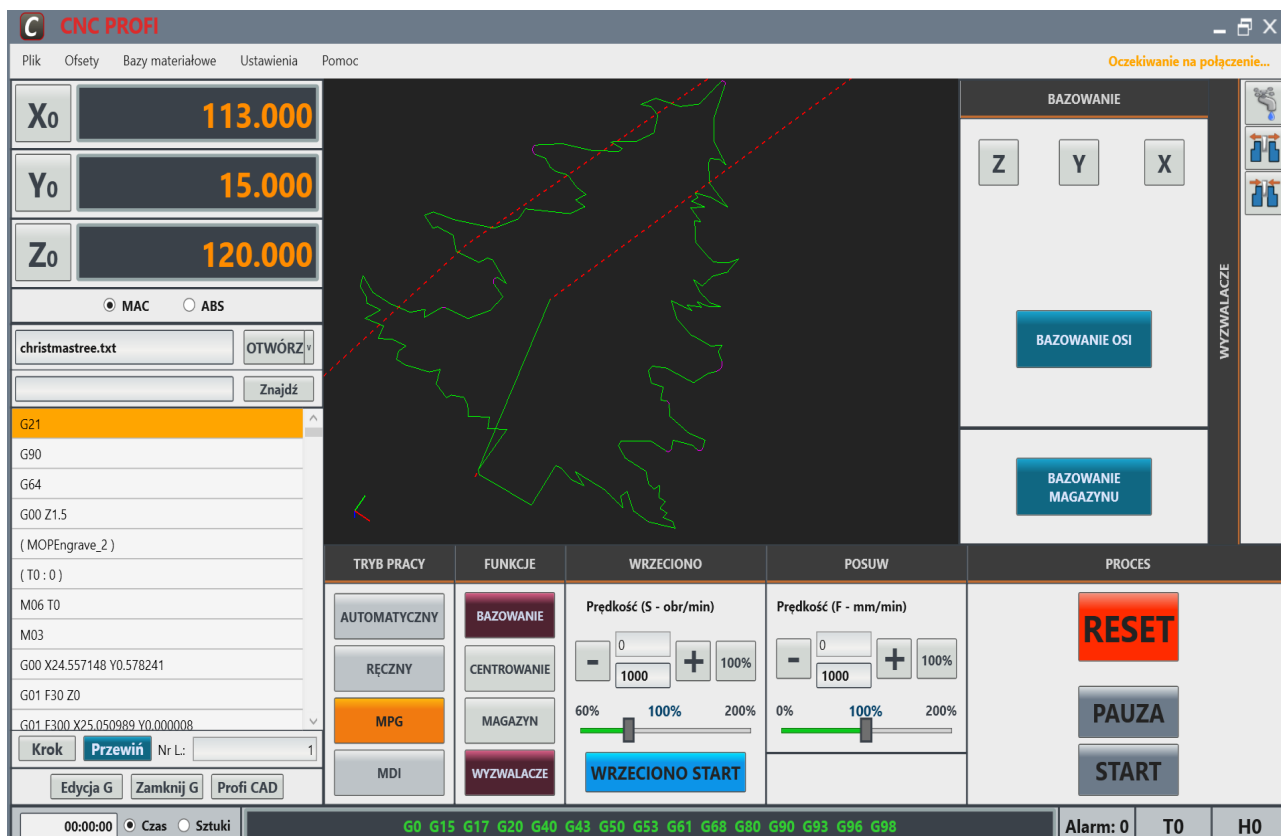 C CNC PROFI
Plik Ofsety Bazy materiałowe Ustawienia Pomoc Oczekiwanie na połączenie...
X0 113.000
Y0 15.000
Z0 120.000
MAC ABS
christmastree.txt OTWÓRZ
Znajdź
G21
G90
G64
G00 Z1.5
( MOPEngrave_2 )
( T0 : 0 )
M06 T0
M03
G00 X24.557148 Y0.578241
G01 F30 Z0
G01 F300 X25.050989 Y0.000008
Krok Przewiń Nr L.: 1
Edycja G Zamknij G Profi CAD
BAZOWANIE
Z Y X
BAZOWANIE OSI
BAZOWANIE
MAGAZYNU
WYZWALACZE
TRYB PRACY
AUTOMATYCZNY
RĘCZNY
MPG
MDI
FUNKCJE
BAZOWANIE
CENTROWANIE
MAGAZYN
WYZWALACZE
WRZECIONO
Prędkość (S - obr/min)
0
- 1000 + 100%
60% 100% 200%
WRZECIONO START
POSUW
Prędkość (F - mm/min)
0
- 1000 + 100%
0% 100% 200%
PROCES
RESET
PAUZA
START
00:00:00 Czas Sztuki G0 G15 G17 G20 G40 G43 G50 G53 G61 G68 G80 G90 G93 G96 G98 Alarm: 0 T0 H0